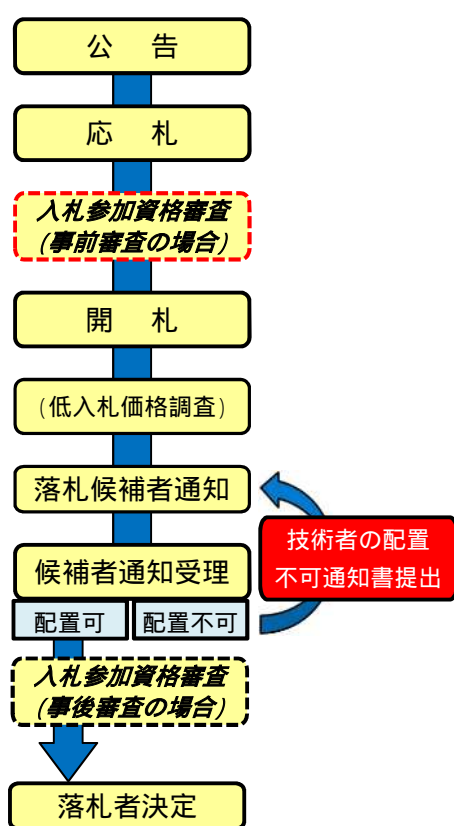 公　告
応　札
入札参加資格審査
(事前審査の場合)
開　札
(低入札価格調査)
落札候補者通知
候補者通知受理
技術者の配置
不可通知書提出
配置可
配置不可
入札参加資格審査
(事後審査の場合)
落札者決定